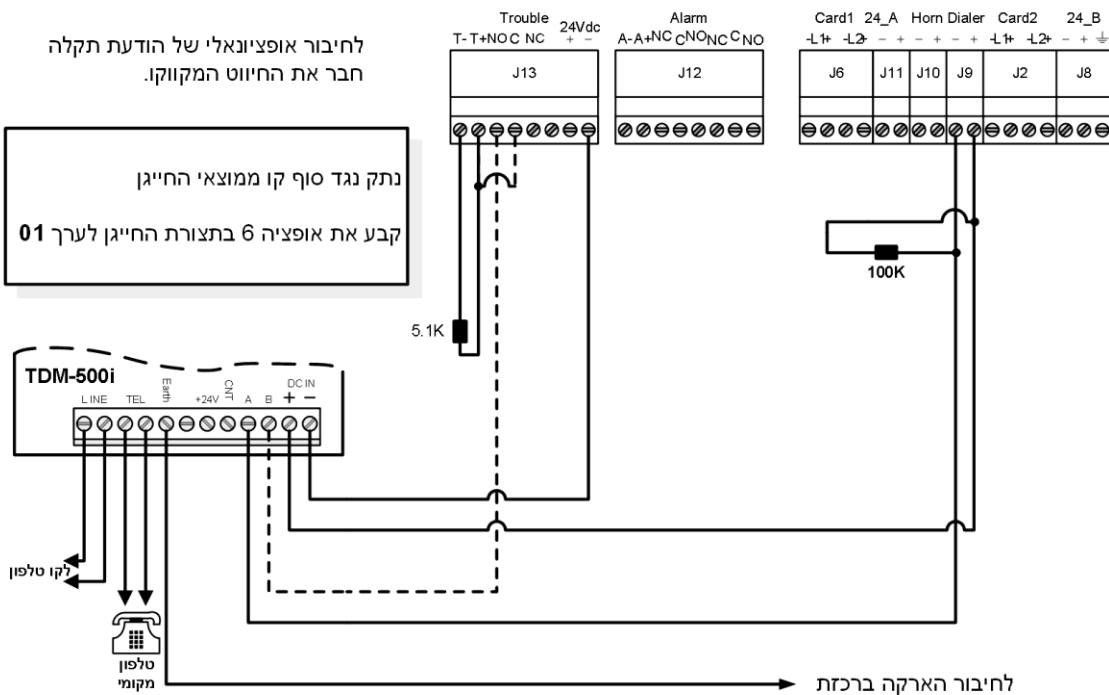 לחיבור אופציונאלי של הודעת תקלה
חבר את החיווט המקווקו.
נתק נגד סוף קו ממוצאי החייגן
קבע את אופציה 6 בתצורת החייגן לערך 01
Trouble
24Vdc
T- T+ NO C NC + −
J13
Alarm
A- A+ NC C NO NC C NO
J12
Card1 24_A Horn Dialer Card2 24_B
-L1+ -L2+ − + − + − + -L1+ -L2+ − + ⏚
J6 J11 J10 J9 J2 J8
100K
5.1K
TDM-500i
LINE TEL Earth +24V CNT A B DC IN
+ −
לקו טלפון
טלפון
מקומי
לחיבור הארקה ברכזת